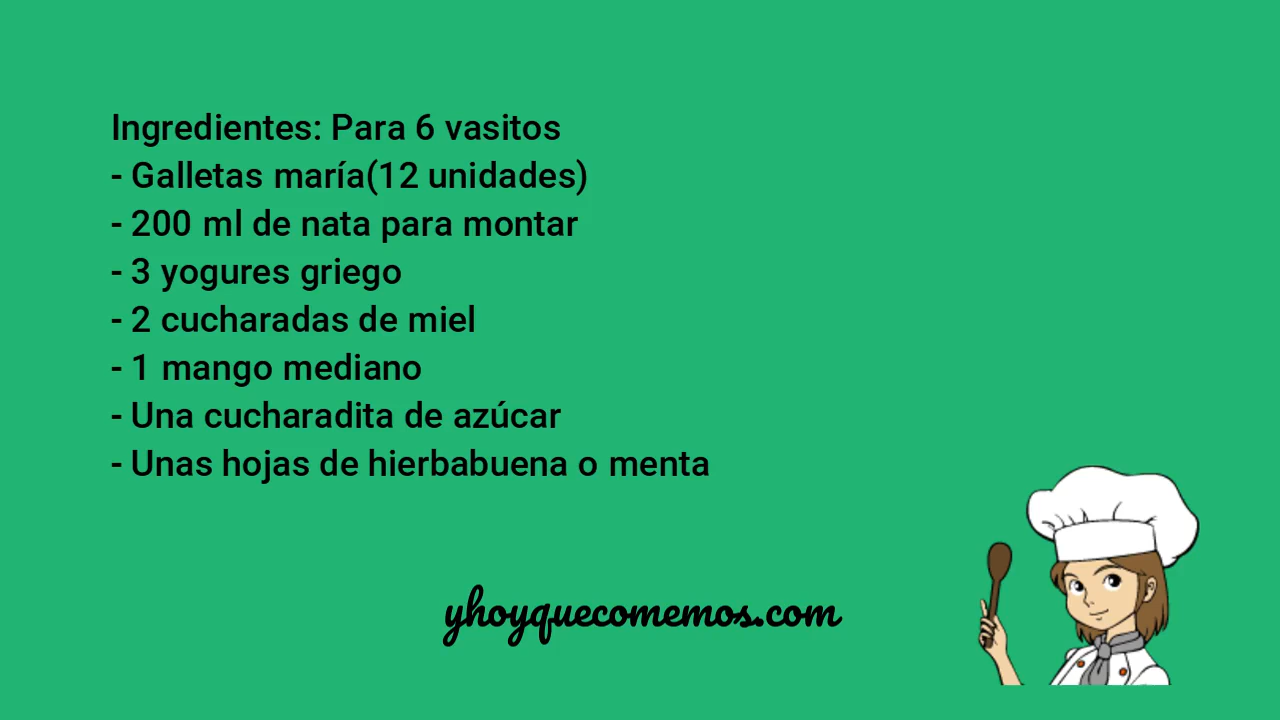 Ingredientes: Para 6 vasitos
- Galletas maría(12 unidades)
- 200 ml de nata para montar
- 3 yogures griego
- 2 cucharadas de miel
- 1 mango mediano
- Una cucharadita de azúcar
- Unas hojas de hierbabuena o menta
yhoyquecomemos.com